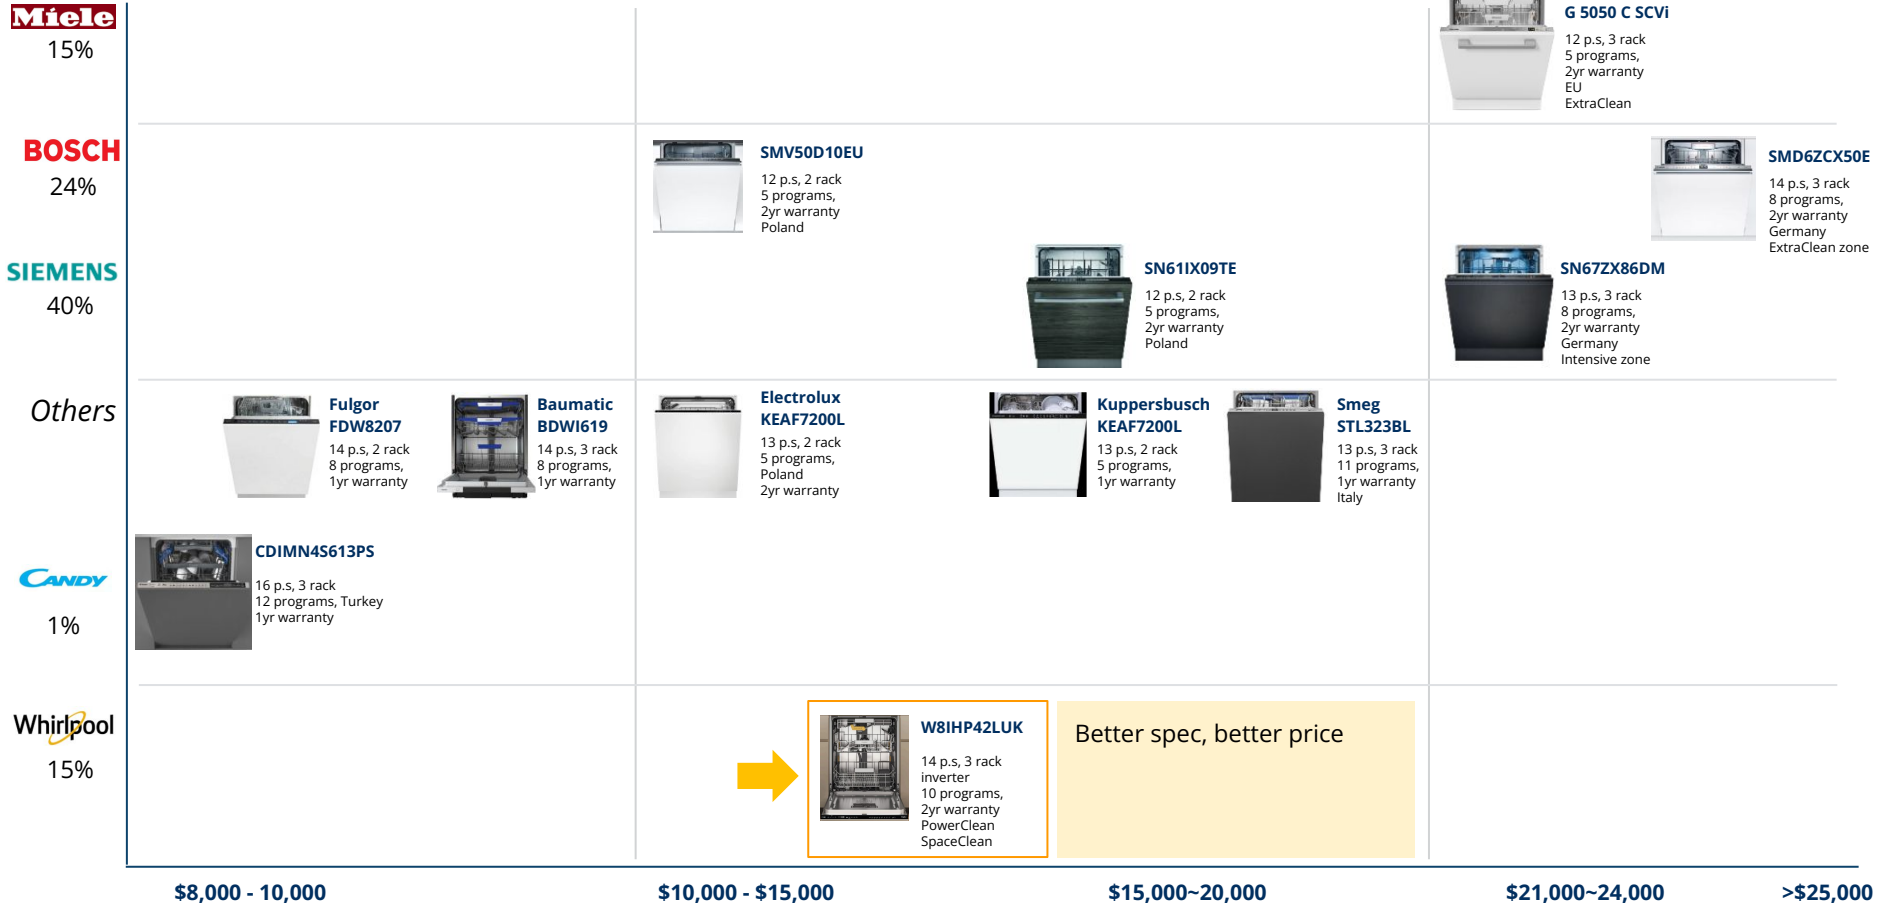 Miele
15%
G 5050 C SCVi
12 p.s, 3 rack
5 programs,
2yr warranty
EU
ExtraClean
BOSCH
24%
SMV50D10EU
12 p.s, 2 rack
5 programs,
2yr warranty
Poland
SMD6ZCX50E
14 p.s, 3 rack
8 programs,
2yr warranty
Germany
ExtraClean zone
SIEMENS
40%
SN61IX09TE
12 p.s, 2 rack
5 programs,
2yr warranty
Poland
SN67ZX86DM
13 p.s, 3 rack
8 programs,
2yr warranty
Germany
Intensive zone
Others
Fulgor
FDW8207
14 p.s, 2 rack
8 programs,
1yr warranty
Baumatic
BDWI619
14 p.s, 3 rack
8 programs,
1yr warranty
Electrolux
KEAF7200L
13 p.s, 2 rack
5 programs,
Poland
2yr warranty
Kuppersbusch
KEAF7200L
13 p.s, 2 rack
5 programs,
1yr warranty
Smeg
STL323BL
13 p.s, 3 rack
11 programs,
1yr warranty
Italy
CANDY
1%
CDIMN4S613PS
16 p.s, 3 rack
12 programs, Turkey
1yr warranty
Whirlpool
15%
W8IHP42LUK
14 p.s, 3 rack
inverter
10 programs,
2yr warranty
PowerClean
SpaceClean
Better spec, better price
$8,000 - 10,000
$10,000 - $15,000
$15,000~20,000
$21,000~24,000
>$25,000